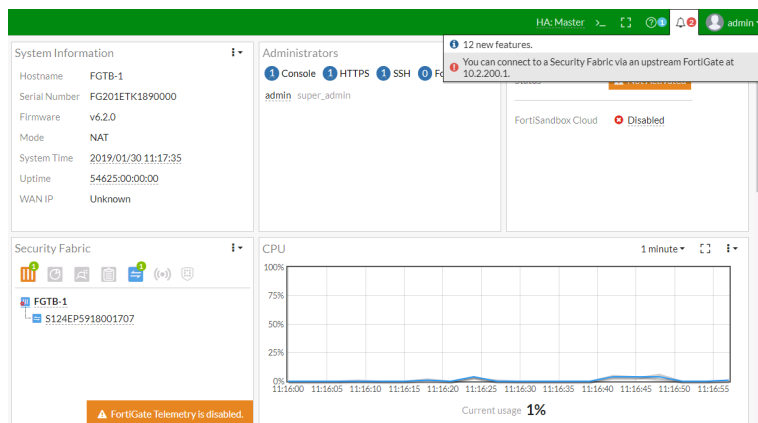 HA: Master >_ 1 2 admin
12 new features.
You can connect to a Security Fabric via an upstream FortiGate at
10.2.200.1.
System Information
Hostname FGTB-1
Serial Number FG201ETK1890000
Firmware v6.2.0
Mode NAT
System Time 2019/01/30 11:17:35
Uptime 54625:00:00:00
WAN IP Unknown
Administrators
1 Console 1 HTTPS 1 SSH 0 Fo
admin super_admin
FortiSandbox Cloud Disabled
Security Fabric
1 1
FGTB-1
S124EP5918001707
FortiGate Telemetry is disabled.
CPU 1 minute
100%
75%
50%
25%
0%
11:16:00 11:16:05 11:16:10 11:16:15 11:16:20 11:16:25 11:16:30 11:16:35 11:16:40 11:16:45 11:16:50 11:16:55
Current usage 1%